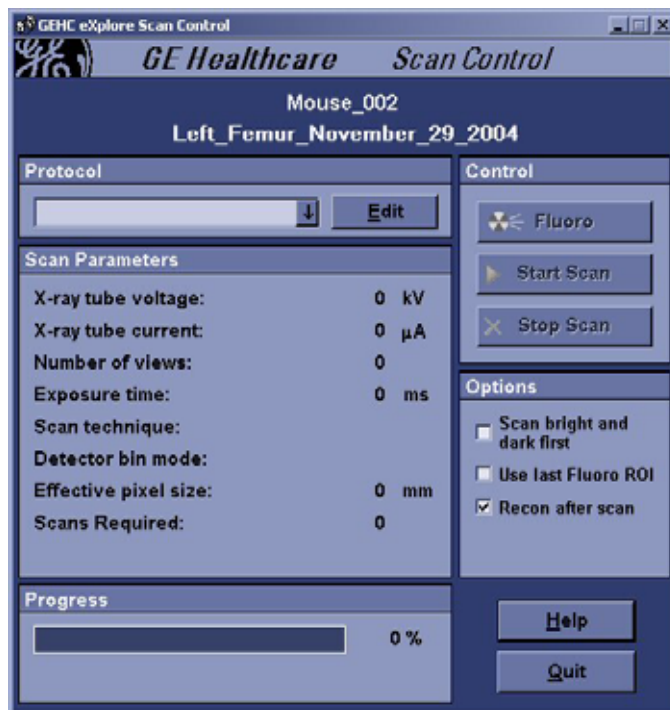 GEHC eXplore Scan Control
GE Healthcare Scan Control
Mouse_002
Left_Femur_November_29_2004
Protocol
Edit
Scan Parameters
X-ray tube voltage: 0 kV
X-ray tube current: 0 µA
Number of views: 0
Exposure time: 0 ms
Scan technique:
Detector bin mode:
Effective pixel size: 0 mm
Scans Required: 0
Progress
0 %
Control
Fluoro
Start Scan
Stop Scan
Options
Scan bright and
dark first
Use last Fluoro ROI
Recon after scan
Help
Quit